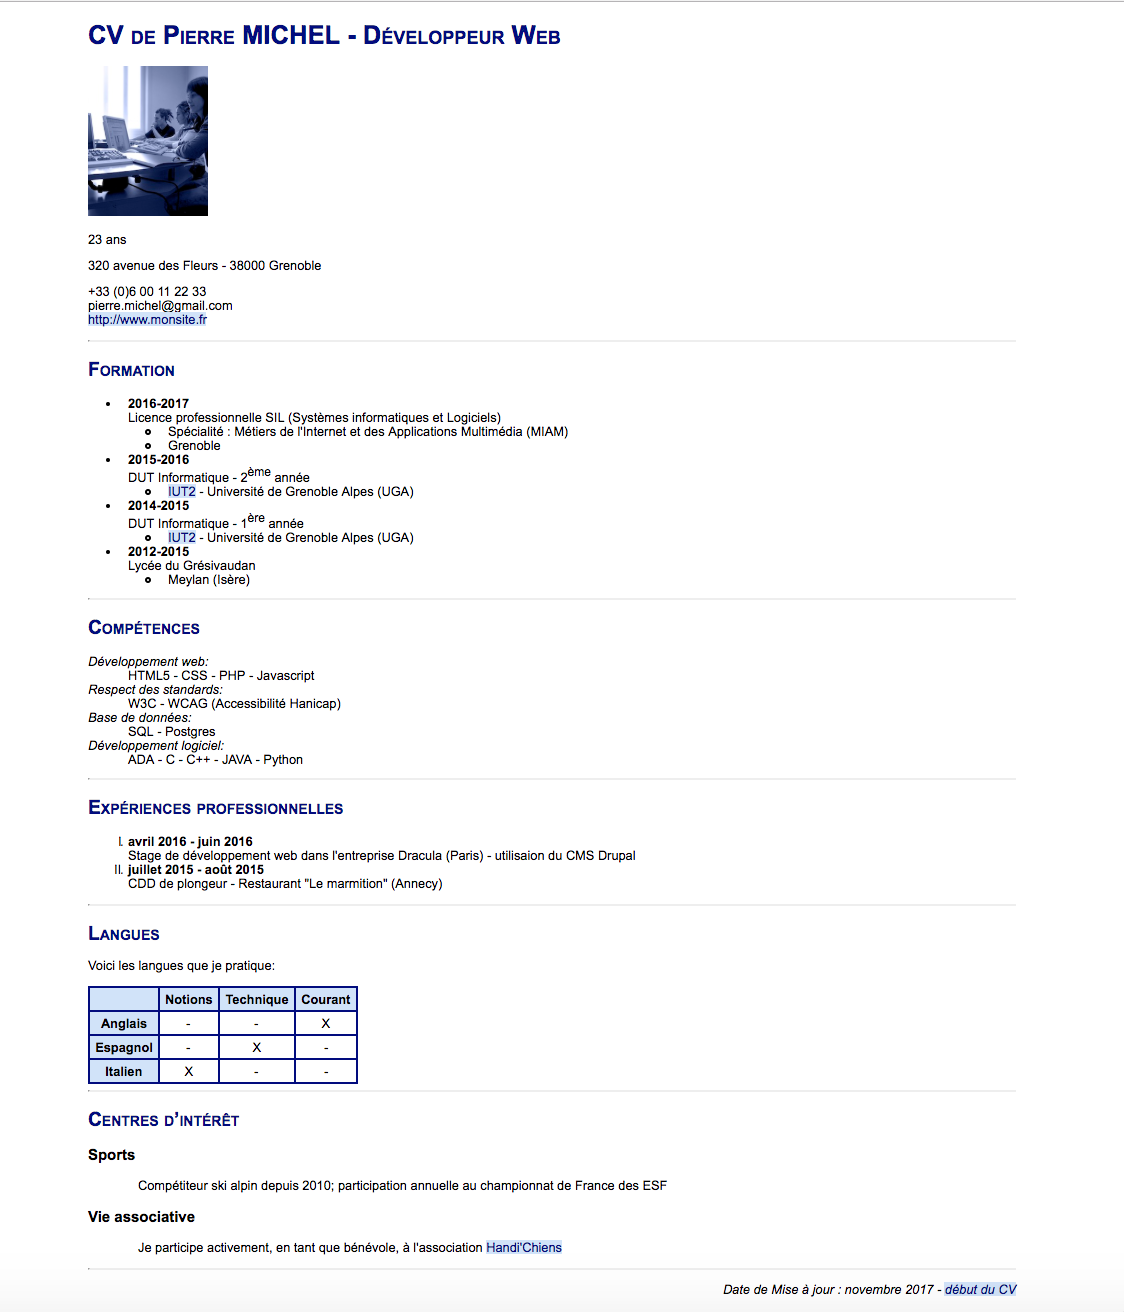 CV de Pierre MICHEL - Développeur Web
23 ans
320 avenue des Fleurs - 38000 Grenoble
+33 (0)6 00 11 22 33
pierre.michel@gmail.com
http://www.monsite.fr
Formation
• 2016-2017
Licence professionnelle SIL (Systèmes informatiques et Logiciels)
Spécialité : Métiers de l'Internet et des Applications Multimédia (MIAM)
Grenoble
• 2015-2016
DUT Informatique - 2ème année
IUT2 - Université de Grenoble Alpes (UGA)
• 2014-2015
DUT Informatique - 1ère année
IUT2 - Université de Grenoble Alpes (UGA)
• 2012-2015
Lycée du Grésivaudan
Meylan (Isère)
Compétences
Développement web:
HTML5 - CSS - PHP - Javascript
Respect des standards:
W3C - WCAG (Accessibilité Hanicap)
Base de données:
SQL - Postgres
Développement logiciel:
ADA - C - C++ - JAVA - Python
Expériences professionnelles
I. avril 2016 - juin 2016
Stage de développement web dans l'entreprise Dracula (Paris) - utilisaion du CMS Drupal
II. juillet 2015 - août 2015
CDD de plongeur - Restaurant "Le marmition" (Annecy)
Langues
Voici les langues que je pratique:
Notions Technique Courant
Anglais - - X
Espagnol - X -
Italien X - -
Centres d'intérêt
Sports
Compétiteur ski alpin depuis 2010; participation annuelle au championnat de France des ESF
Vie associative
Je participe activement, en tant que bénévole, à l'association Handi'Chiens
Date de Mise à jour : novembre 2017 - début du CV